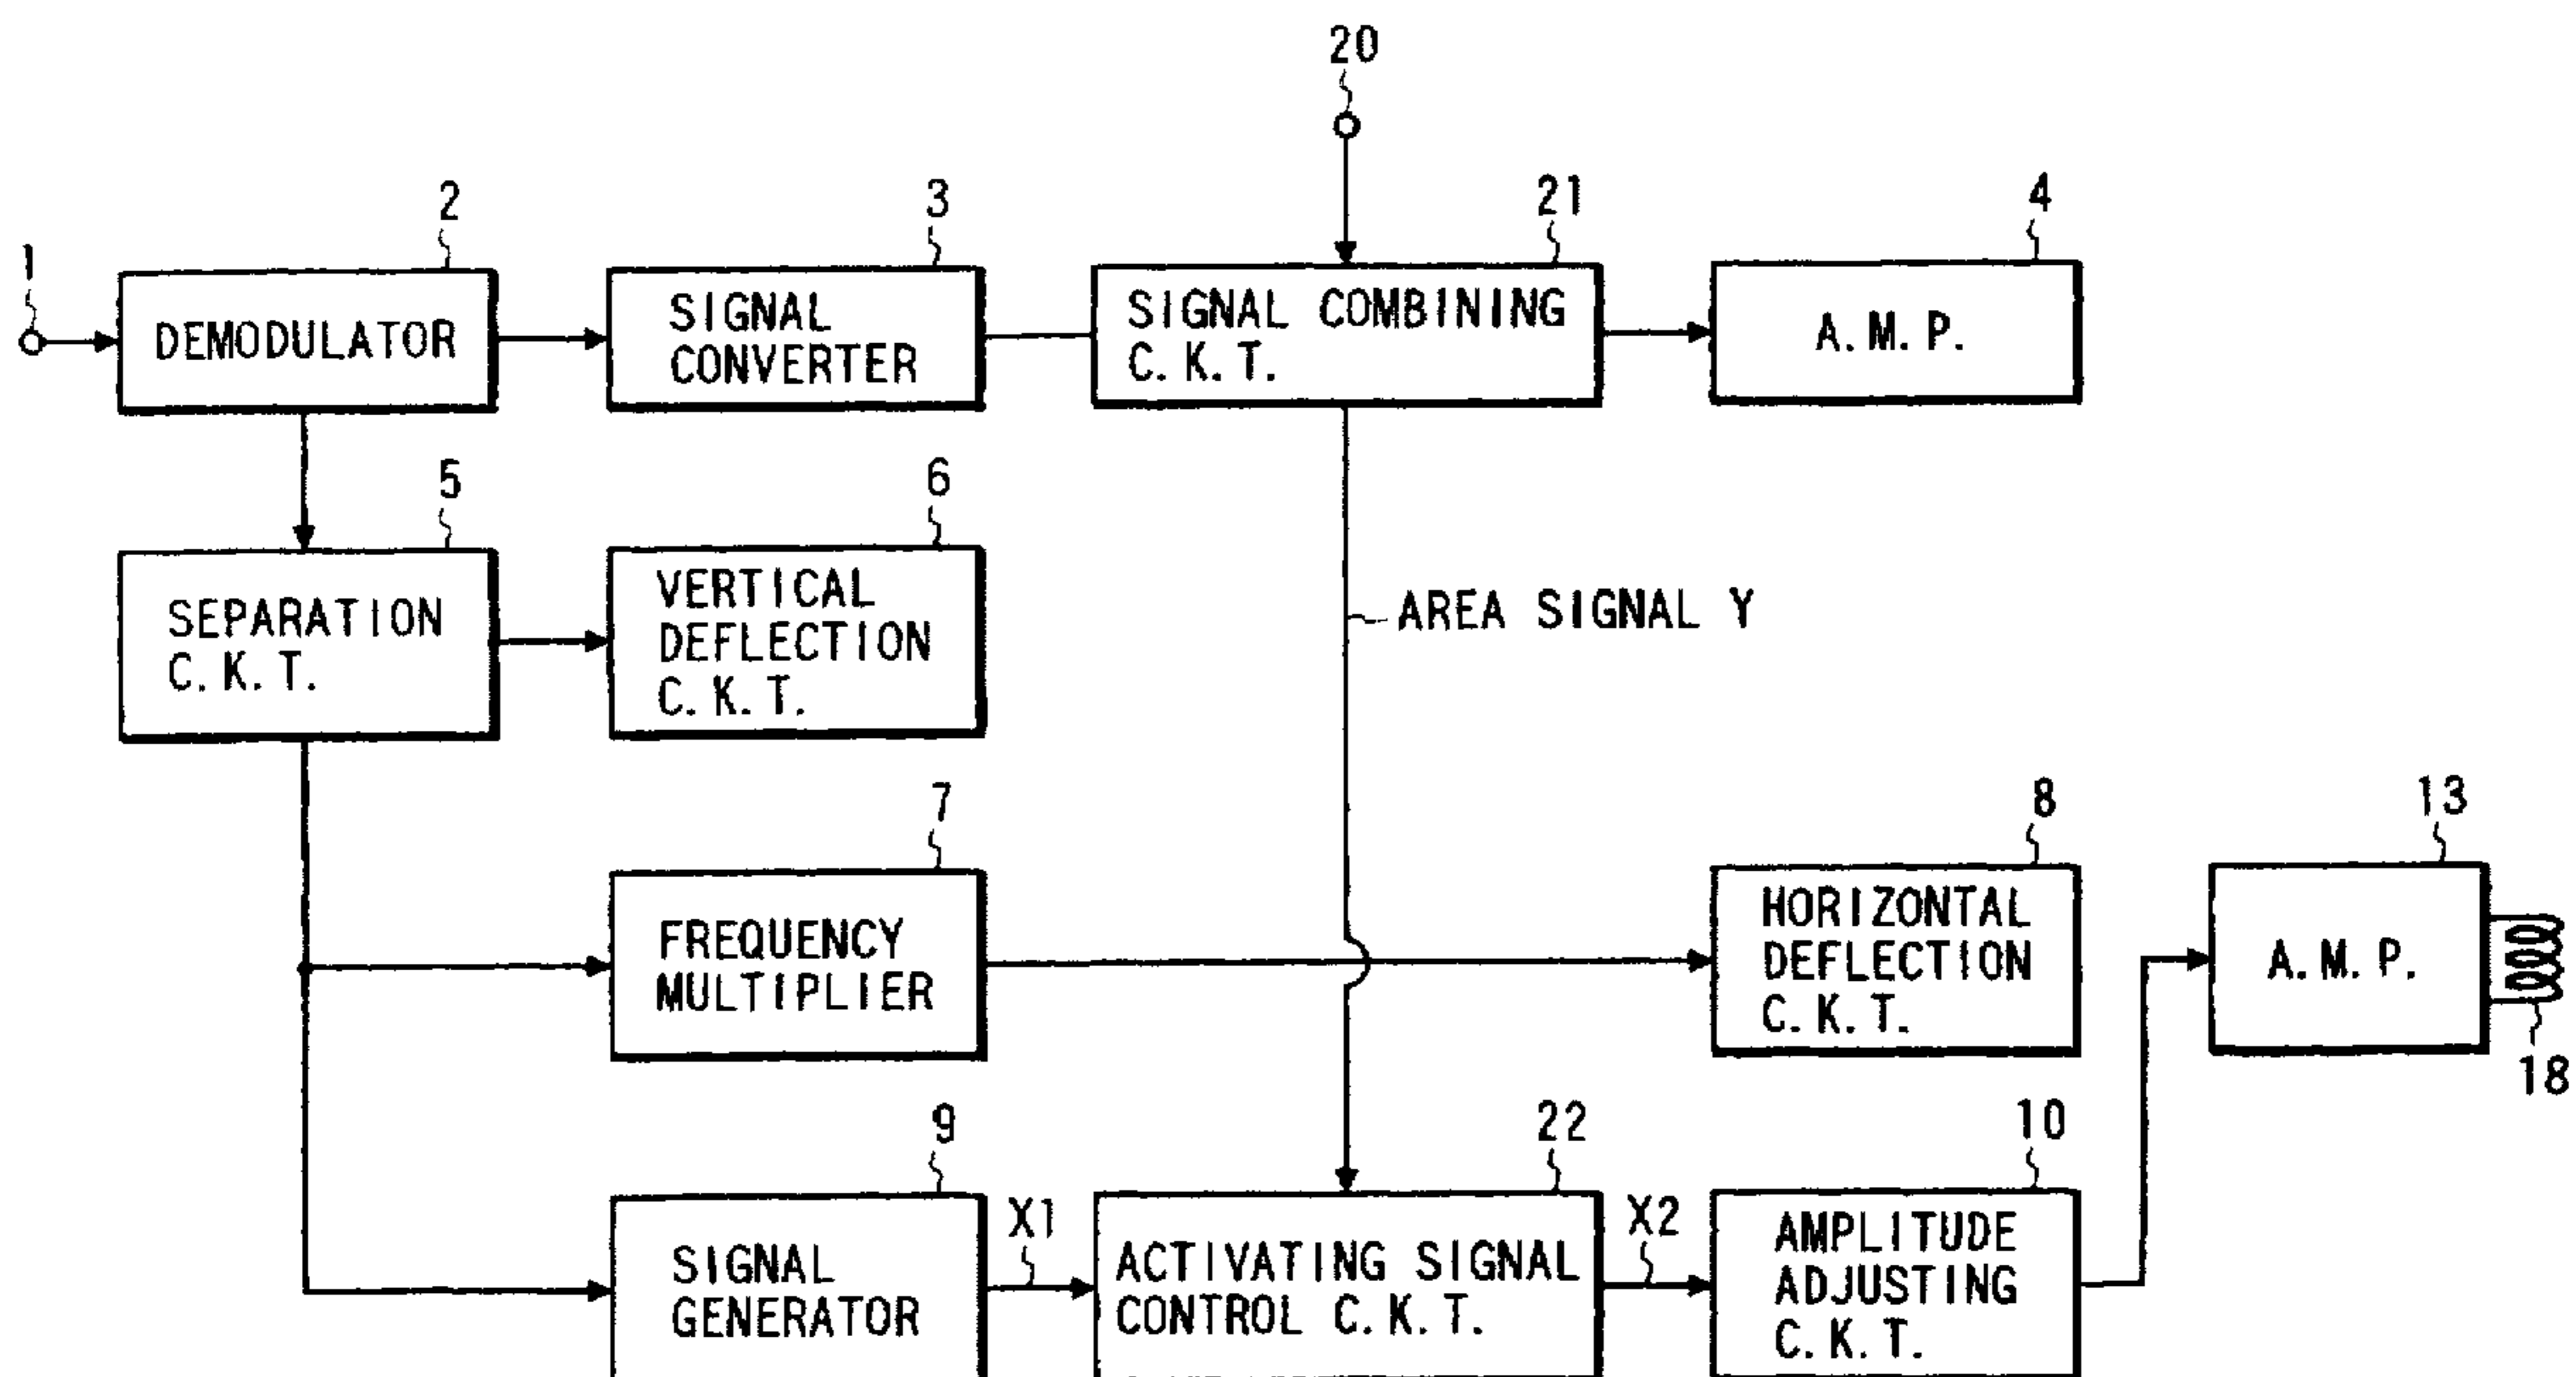 20
1
2
3
21
4
DEMODULATOR
SIGNAL
CONVERTER
SIGNAL COMBINING
C. K. T.
A. M. P.
5
6
SEPARATION
C. K. T.
VERTICAL
DEFLECTION
C. K. T.
AREA SIGNAL Y
7
8
13
FREQUENCY
MULTIPLIER
HORIZONTAL
DEFLECTION
C. K. T.
A. M. P.
18
9
22
10
SIGNAL
GENERATOR
X1
ACTIVATING SIGNAL
CONTROL C. K. T.
X2
AMPLITUDE
ADJUSTING
C. K. T.